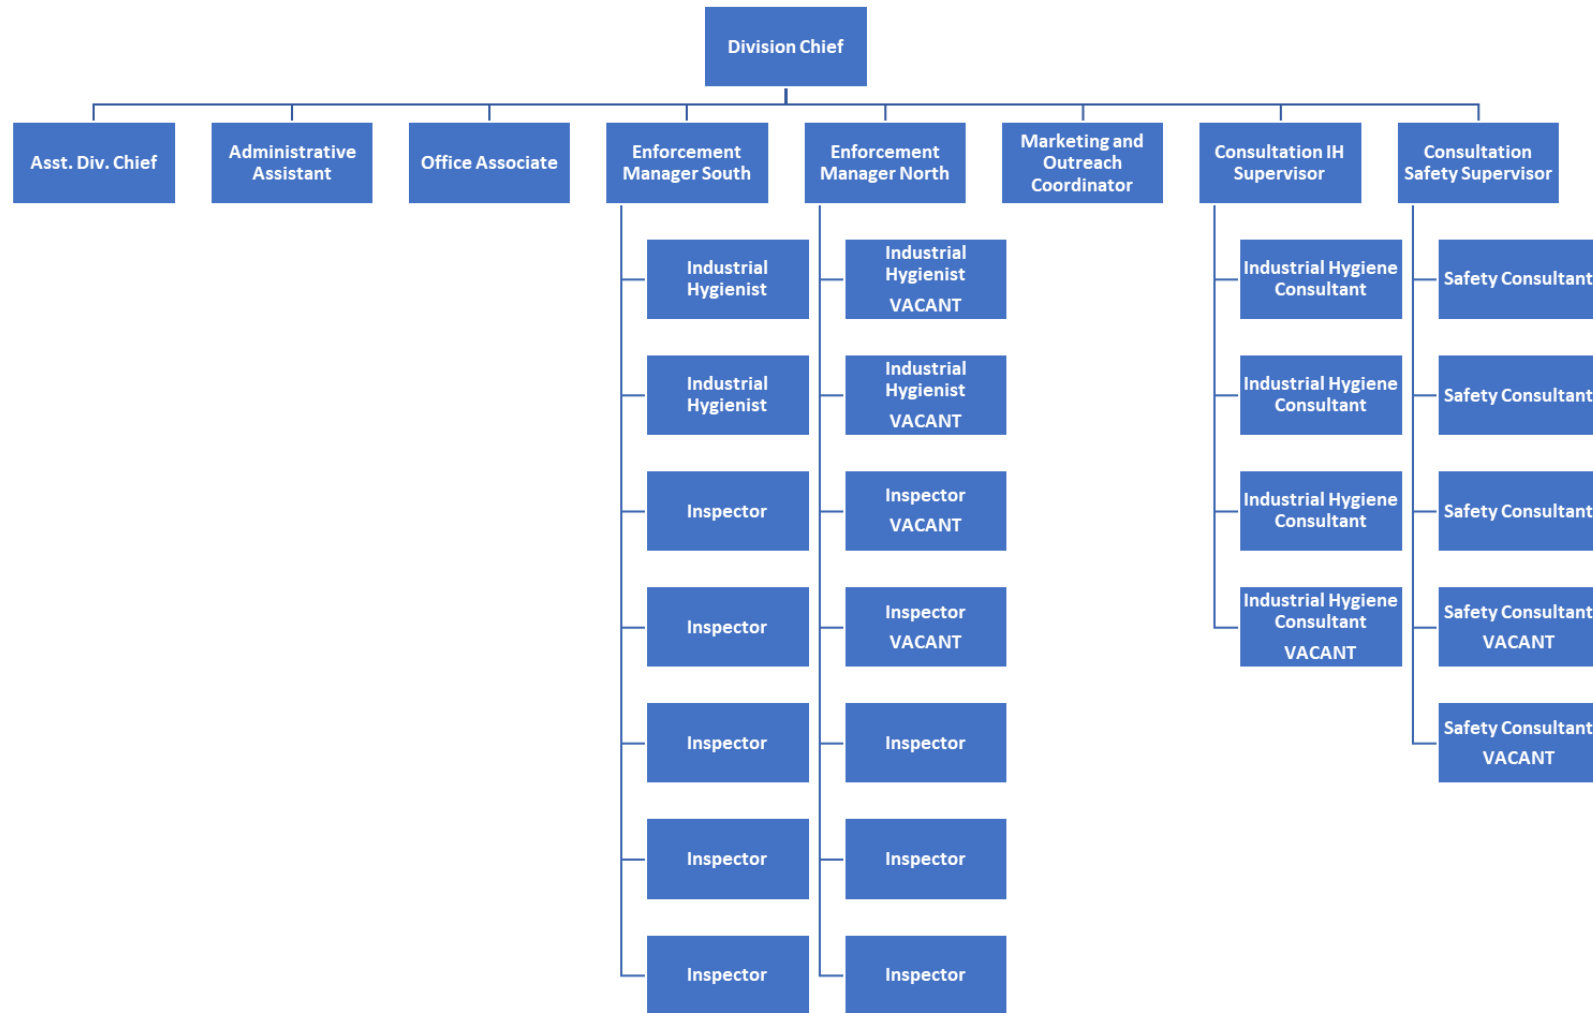 Division Chief
Asst. Div. Chief
Administrative
Assistant
Office Associate
Enforcement
Manager South
Enforcement
Manager North
Marketing and
Outreach
Coordinator
Consultation IH
Supervisor
Consultation
Safety Supervisor
Industrial
Hygienist
Industrial
Hygienist
Inspector
Inspector
Inspector
Inspector
Inspector
Industrial
Hygienist
VACANT
Industrial
Hygienist
VACANT
Inspector
VACANT
Inspector
VACANT
Inspector
Inspector
Inspector
Industrial Hygiene
Consultant
Industrial Hygiene
Consultant
Industrial Hygiene
Consultant
Industrial Hygiene
Consultant
VACANT
Safety Consultant
Safety Consultant
Safety Consultant
Safety Consultant
VACANT
Safety Consultant
VACANT